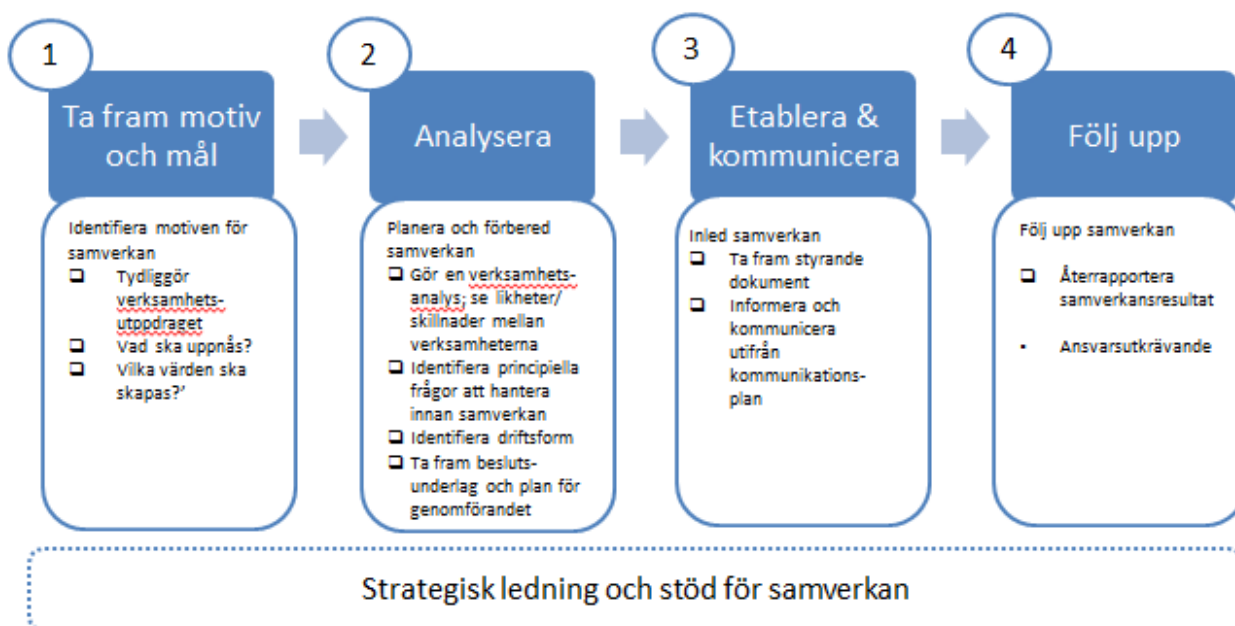 1
Ta fram motiv
och mål
Identifiera motiven för
samverkan
❑ Tydliggör
verksamhets-
utppdraget
❑ Vad ska uppnås?
❑ Vilka värden ska
skapas?’
2
Analysera
Planera och förbered
samverkan
❑ Gör en verksamhets-
analys; se likheter/
skillnader mellan
verksamheterna
❑ Identifiera principiella
frågor att hantera
innan samverkan
❑ Identifiera driftsform
❑ Ta fram besluts-
underlag och plan för
genomförandet
3
Etablera &
kommunicera
Inled samverkan
❑ Ta fram styrande
dokument
❑ Informera och
kommunicera
utifrån
kommunikations-
plan
4
Följ upp
Följ upp samverkan
❑ Återrapportera
samverkansresultat
• Ansvarsutkrävande
Strategisk ledning och stöd för samverkan